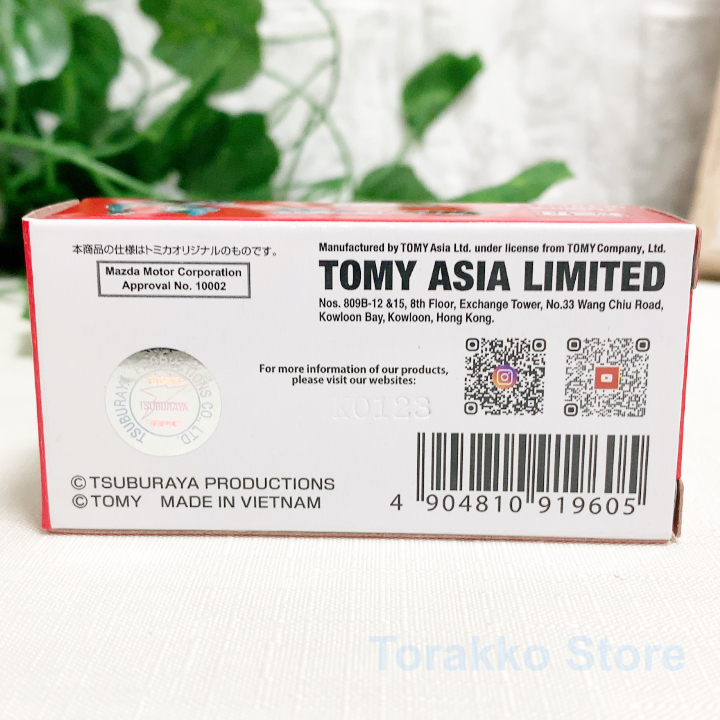 本商品の仕様はトミカオリジナルのものです。
Mazda Motor Corporation
Approval No. 10002
Manufactured by TOMY Asia Ltd. under license from TOMY Company, Ltd.
TOMY ASIA LIMITED
Nos. 809B-12 &15, 8th Floor, Exchange Tower, No.33 Wang Chiu Road,
Kowloon Bay, Kowloon, Hong Kong.
For more information of our products,
please visit our websites:
TSUBURAYA PRODUCTIONS CO., LTD.
TSUBURAYA
©TSUBURAYA PRODUCTIONS
©TOMY MADE IN VIETNAM
4 904810 919605
Torakko Store